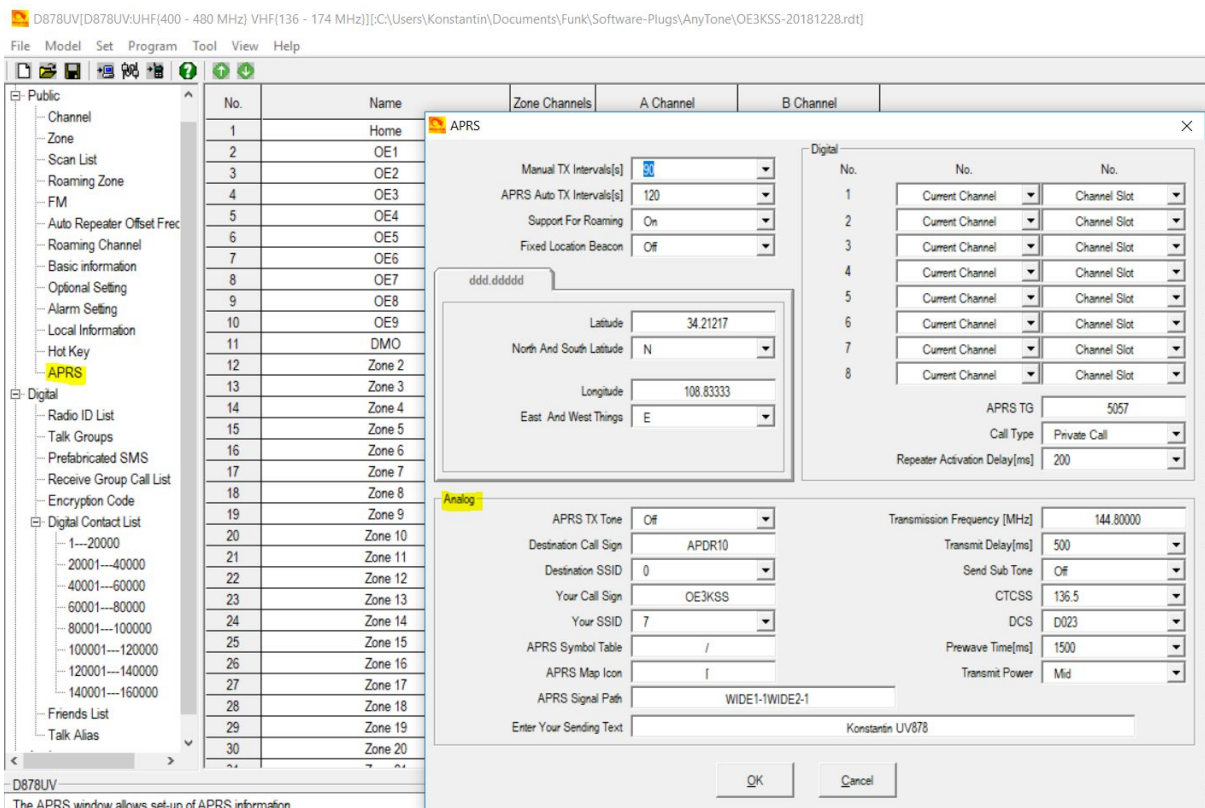 D878UV[D878UV:UHF(400 - 480 MHz) VHF(136 - 174 MHz)][:C:\Users\Konstantin\Documents\Funk\Software-Plugs\AnyTone\OE3KSS-20181228.rdt]
File Model Set Program Tool View Help
Public
Channel
Zone
Scan List
Roaming Zone
FM
Auto Repeater Offset Frec
Roaming Channel
Basic information
Optional Setting
Alarm Setting
Local Information
Hot Key
APRS
Digital
Radio ID List
Talk Groups
Prefabricated SMS
Receive Group Call List
Encryption Code
Digital Contact List
1---20000
20001---40000
40001---60000
60001---80000
80001---100000
100001---120000
120001---140000
140001---160000
Friends List
Talk Alias
D878UV
The APRS window allows set-up of APRS information
No. Name Zone Channels A Channel B Channel
1 Home
2 OE1
3 OE2
4 OE3
5 OE4
6 OE5
7 OE6
8 OE7
9 OE8
10 OE9
11 DMO
12 Zone 2
13 Zone 3
14 Zone 4
15 Zone 5
16 Zone 6
17 Zone 7
18 Zone 8
19 Zone 9
20 Zone 10
21 Zone 11
22 Zone 12
23 Zone 13
24 Zone 14
25 Zone 15
26 Zone 16
27 Zone 17
28 Zone 18
29 Zone 19
30 Zone 20
APRS
Manual TX Intervals[s] 90
APRS Auto TX Intervals[s] 120
Support For Roaming On
Fixed Location Beacon Off
ddd.ddddd
Latitude 34.21217
North And South Latitude N
Longitude 108.83333
East And West Things E
Digital
No. No. No.
1 Current Channel Channel Slot
2 Current Channel Channel Slot
3 Current Channel Channel Slot
4 Current Channel Channel Slot
5 Current Channel Channel Slot
6 Current Channel Channel Slot
7 Current Channel Channel Slot
8 Current Channel Channel Slot
APRS TG 5057
Call Type Private Call
Repeater Activation Delay[ms] 200
Analog
APRS TX Tone Off
Destination Call Sign APDR10
Destination SSID 0
Your Call Sign OE3KSS
Your SSID 7
APRS Symbol Table /
APRS Map Icon [
APRS Signal Path WIDE1-1WIDE2-1
Enter Your Sending Text Konstantin UV878
Transmission Frequency [MHz] 144.80000
Transmit Delay[ms] 500
Send Sub Tone Off
CTCSS 136.5
DCS D023
Prewave Time[ms] 1500
Transmit Power Mid
OK Cancel